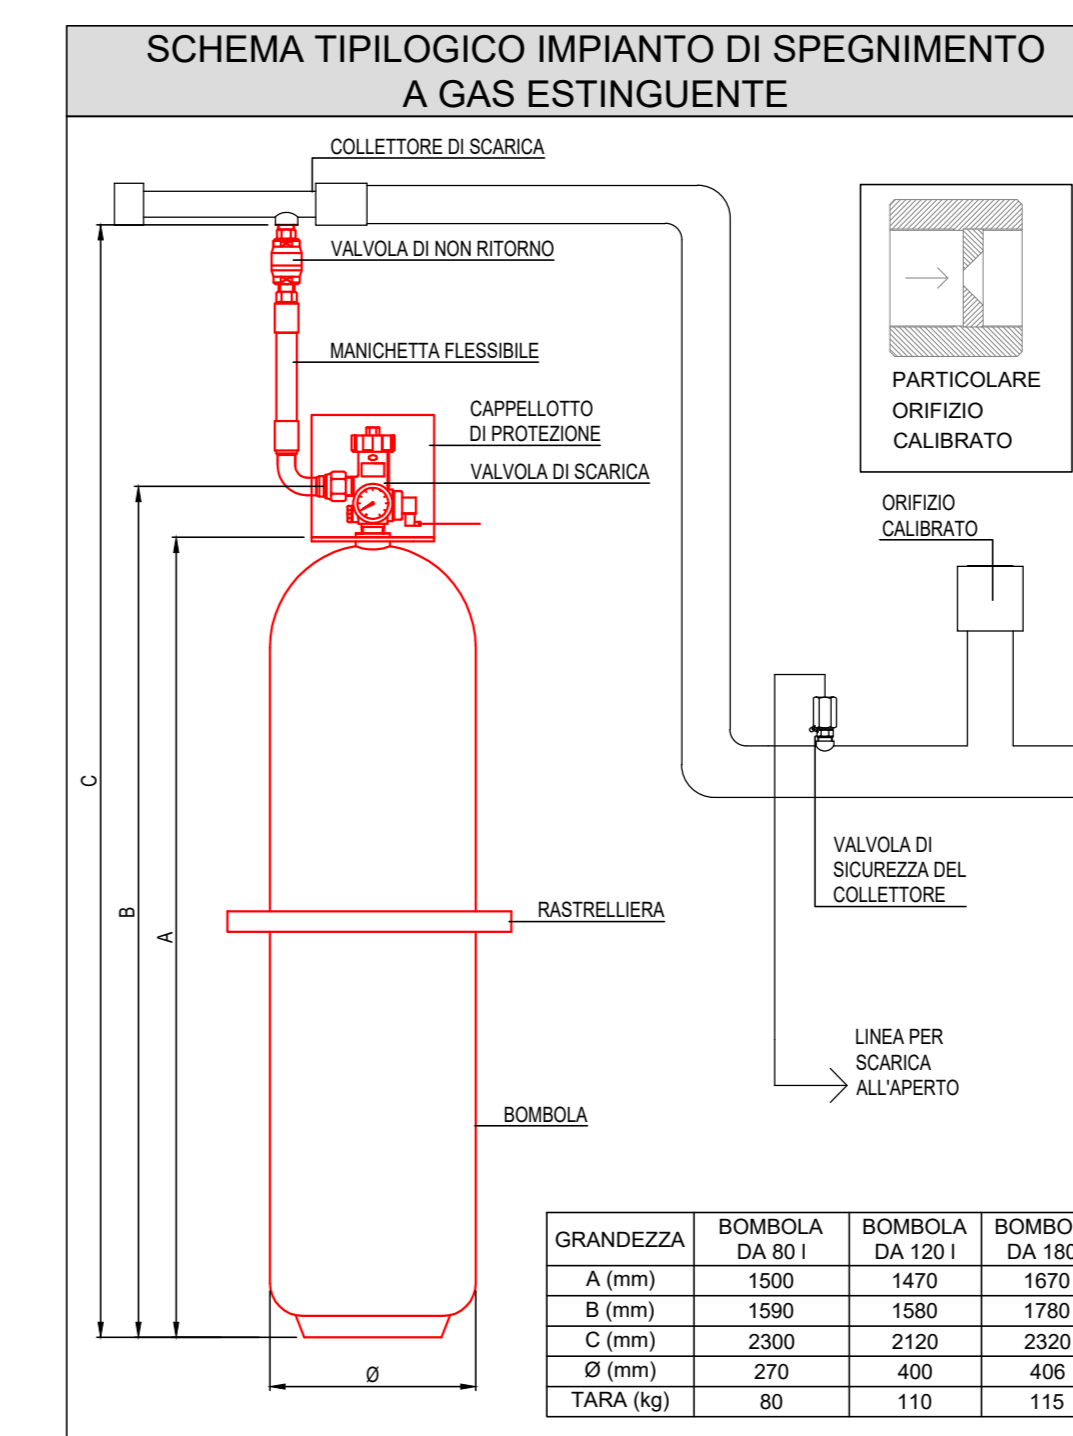 SCHEMA TIPILOGICO IMPIANTO DI SPEGNIMENTO
A GAS ESTINGUENTE
COLLETTORE DI SCARICA
VALVOLA DI NON RITORNO
MANICHETTA FLESSIBILE
CAPPELLOTTO
DI PROTEZIONE
VALVOLA DI SCARICA
PARTICOLARE
ORIFIZIO
CALIBRATO
ORIFIZIO
CALIBRATO
C
B
A
VALVOLA DI
SICUREZZA DEL
COLLETTORE
RASTRELLIERA
LINEA PER
SCARICA
ALL'APERTO
BOMBOLA
Ø
GRANDEZZA BOMBOLA DA 80 l BOMBOLA DA 120 l DA 180
A (mm) 1500 1470 1670
B (mm) 1590 1580 1780
C (mm) 2300 2120 2320
Ø (mm) 270 400 406
TARA (kg) 80 110 115